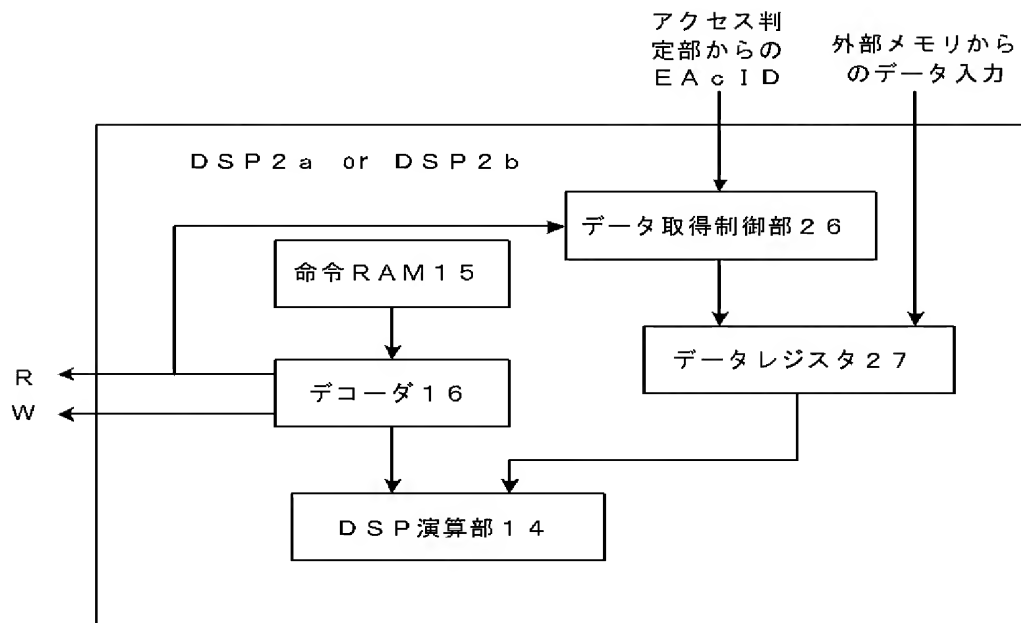 アクセス判
定部からの
EAcID
外部メモリから
のデータ入力
DSP2a or DSP2b
データ取得制御部26
命令RAM15
データレジスタ27
R
デコーダ16
W
DSP演算部14